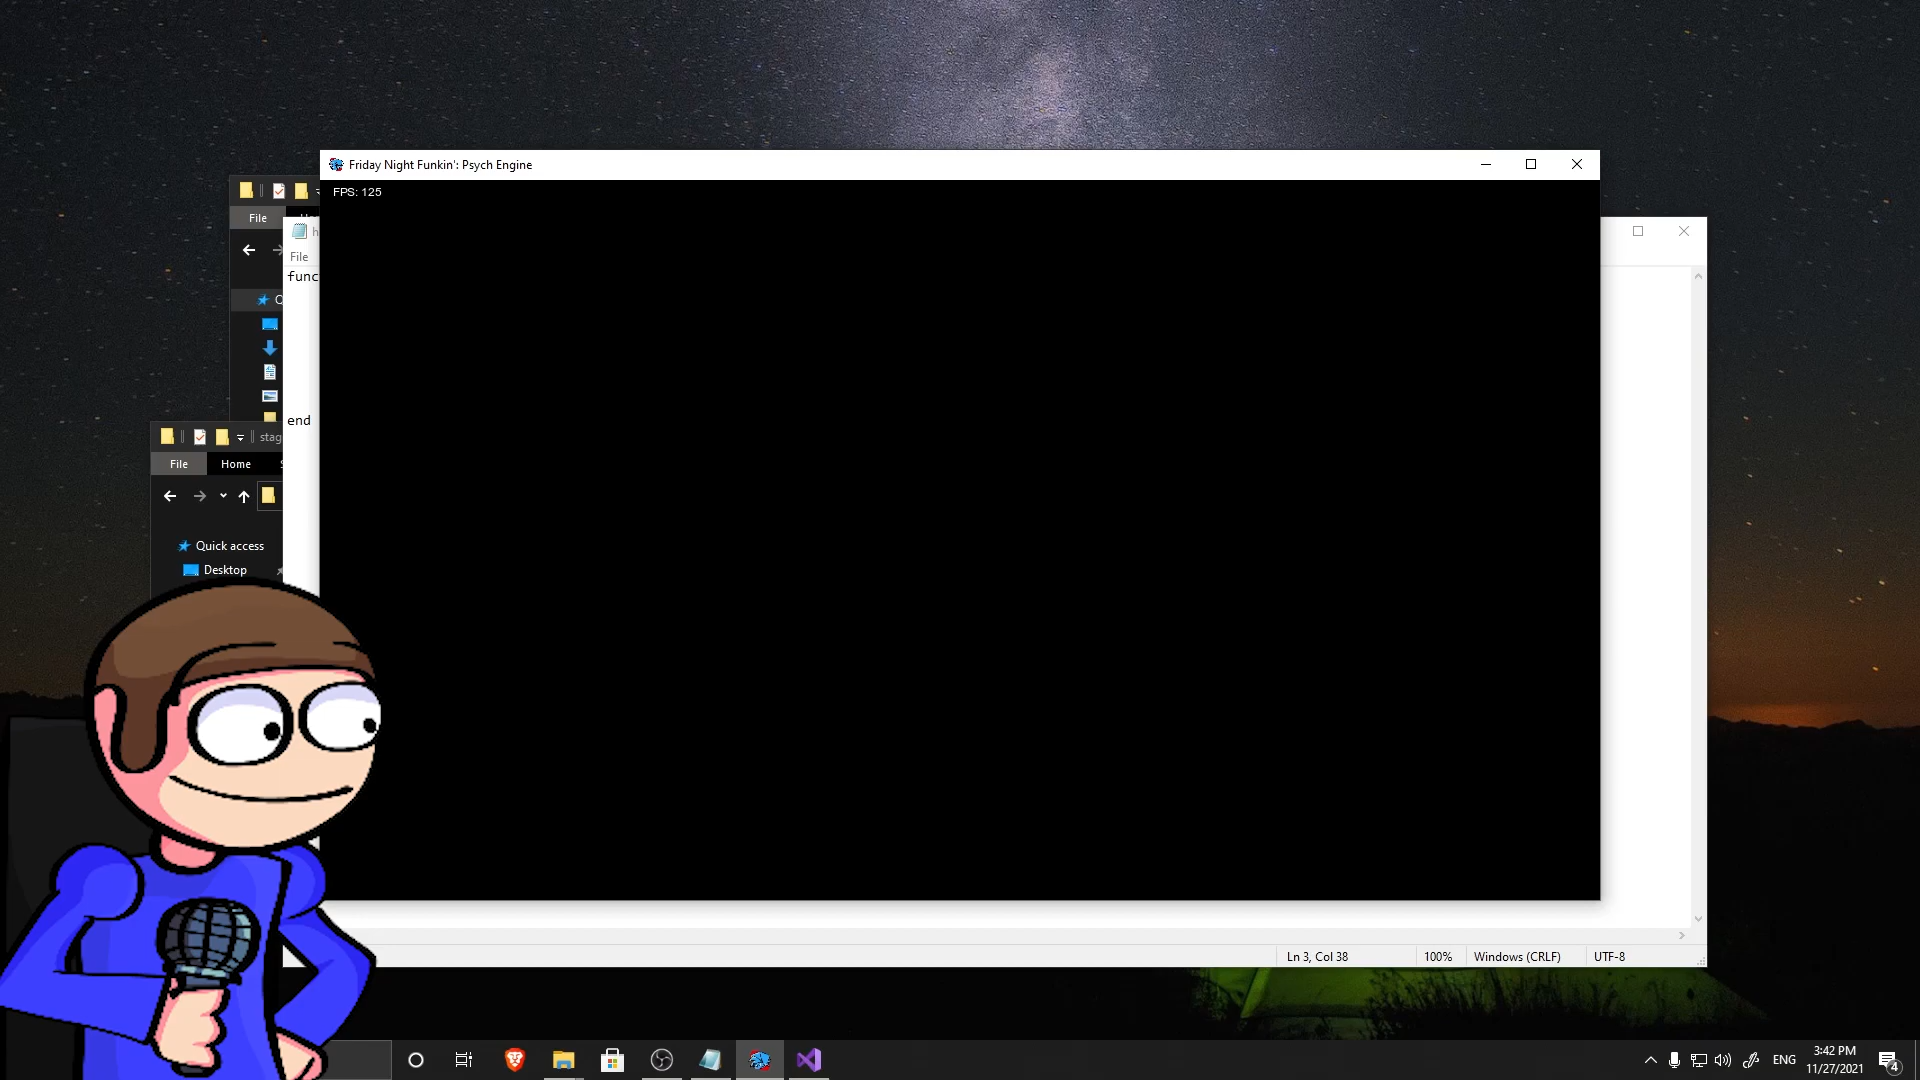 Friday Night Funkin': Psych Engine
FPS: 125
File
File
func
end
stag
File
Home
Quick access
Desktop
Ln 3, Col 38
100%
Windows (CRLF)
UTF-8
ENG
3:42 PM
11/27/2021
4